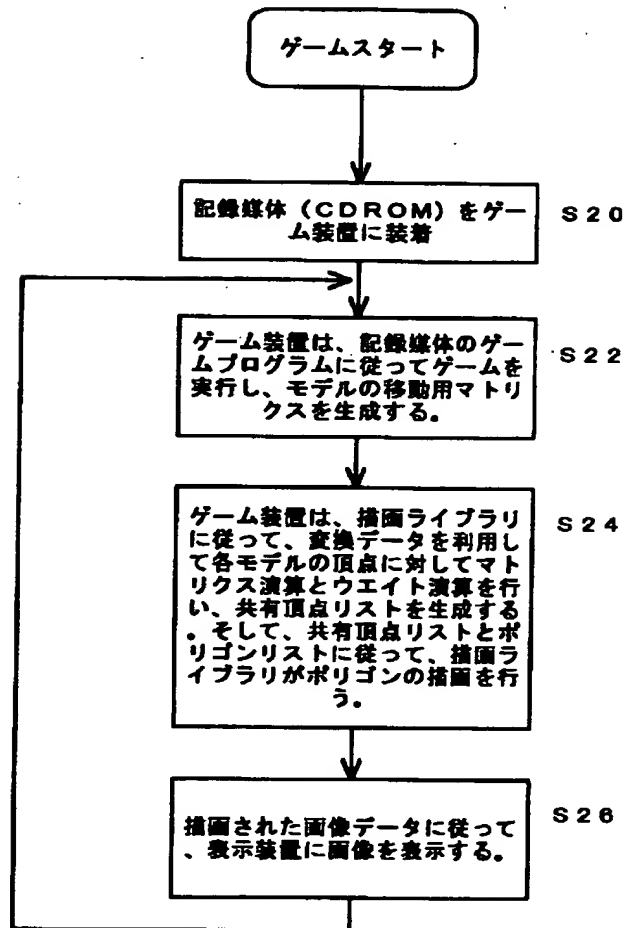 ゲームスタート
記録媒体（CDROM）をゲー
ム装置に装着
S20
ゲーム装置は、記録媒体のゲー
ムプログラムに従ってゲームを
実行し、モデルの移動用マトリ
クスを生成する。
S22
ゲーム装置は、描画ライブラリ
に従って、変換データを利用し
て各モデルの頂点に対してマト
リクス演算とウエイト演算を行
い、共有頂点リストを生成する
。そして、共有頂点リストとポ
リゴンリストに従って、描画ラ
イブラリがポリゴンの描画を行
う。
S24
描画された画像データに従って
、表示装置に画像を表示する。
S26